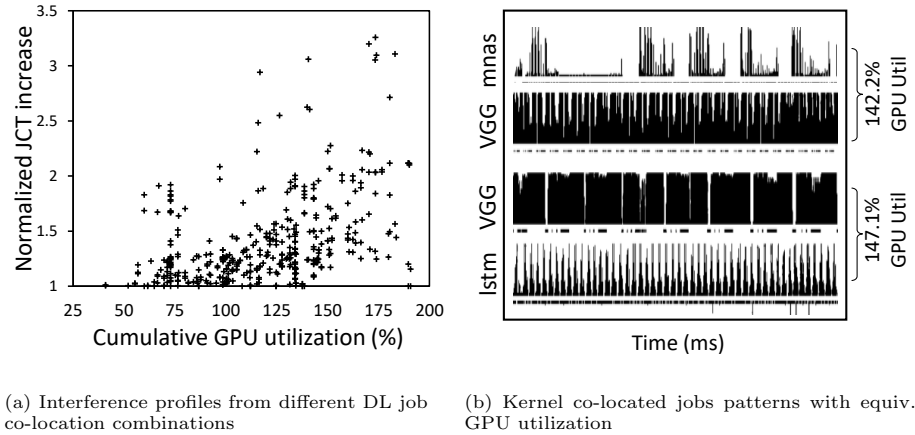 3.5
3
2.5
2
1.5
1
25 50 75 100 125 150 175 200
Normalized JCT increase
Cumulative GPU utilization (%)
mnas
VGG
VGG
lstm
142.2%
GPU Util
147.1%
GPU Util
Time (ms)
(a) Interference profiles from different DL job
co-location combinations
(b) Kernel co-located jobs patterns with equiv.
GPU utilization